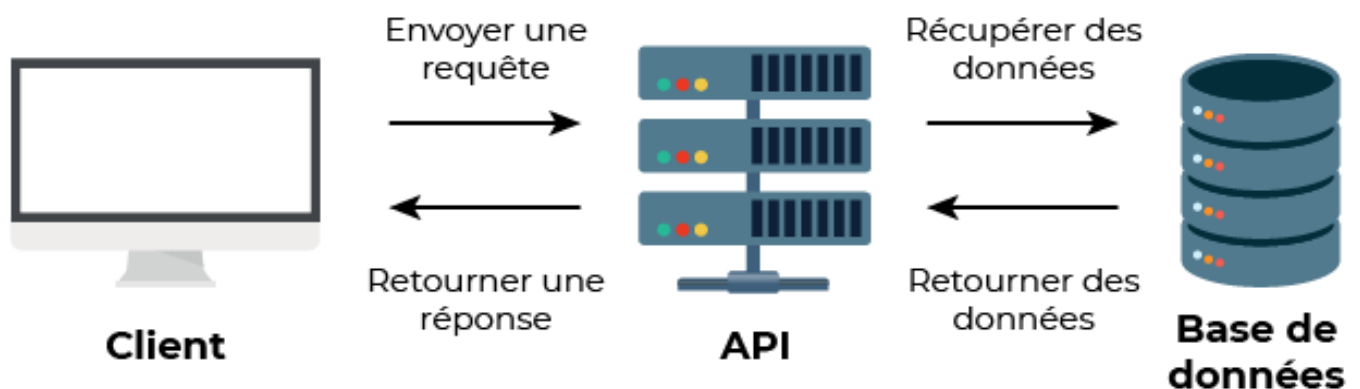 Envoyer une
requête
Récupérer des
données
Retourner une
réponse
Retourner des
données
Client
API
Base de
données